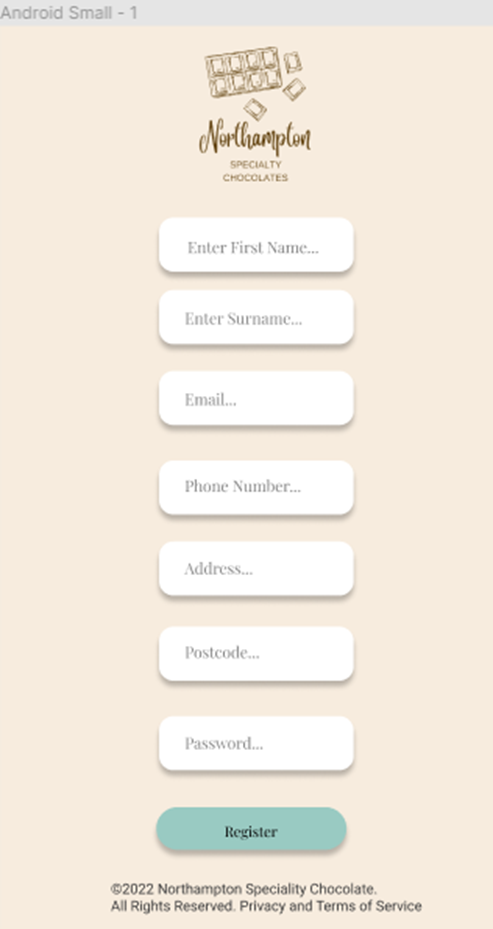 Android Small - 1
Northampton
SPECIALTY
CHOCOLATES
Enter First Name...
Enter Surname...
Email...
Phone Number...
Address...
Postcode...
Password...
Register
©2022 Northampton Speciality Chocolate.
All Rights Reserved. Privacy and Terms of Service